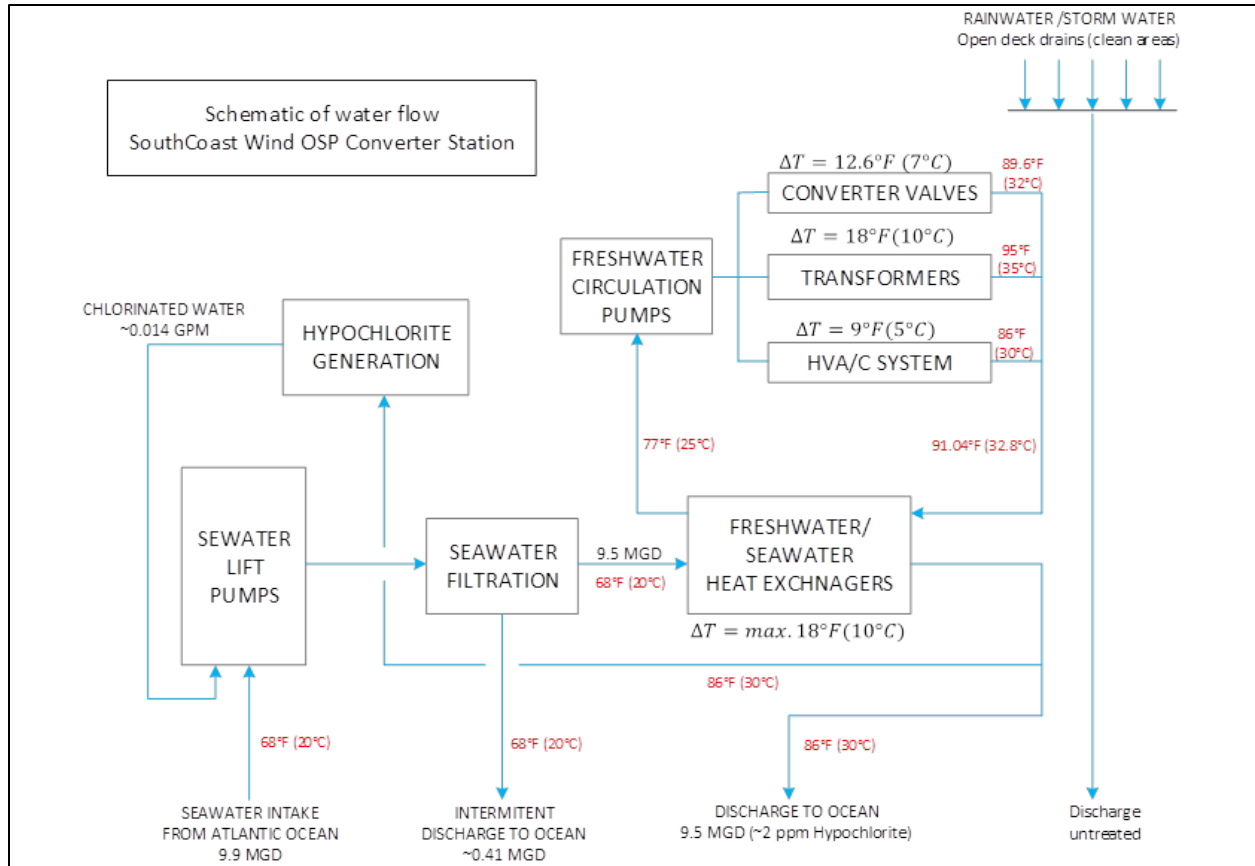 RAINWATER /STORM WATER
Open deck drains (clean areas)
Schematic of water flow
SouthCoast Wind OSP Converter Station
ΔT = 12.6°F (7°C)
89.6°F
(32°C)
CONVERTER VALVES
ΔT = 18°F(10°C)
95°F
(35°C)
TRANSFORMERS
FRESHWATER
CIRCULATION
PUMPS
ΔT = 9°F(5°C)
86°F
(30°C)
HVA/C SYSTEM
CHLORINATED WATER
~0.014 GPM
HYPOCHLORITE
GENERATION
77°F (25°C)
91.04°F (32.8°C)
SEWATER
LIFT
PUMPS
SEAWATER
FILTRATION
9.5 MGD
68°F (20°C)
FRESHWATER/
SEAWATER
HEAT EXCHNAGERS
ΔT = max. 18°F(10°C)
86°F (30°C)
68°F (20°C)
68°F (20°C)
86°F (30°C)
SEAWATER INTAKE
FROM ATLANTIC OCEAN
9.9 MGD
INTERMITENT
DISCHARGE TO OCEAN
~0.41 MGD
DISCHARGE TO OCEAN
9.5 MGD (~2 ppm Hypochlorite)
Discharge
untreated